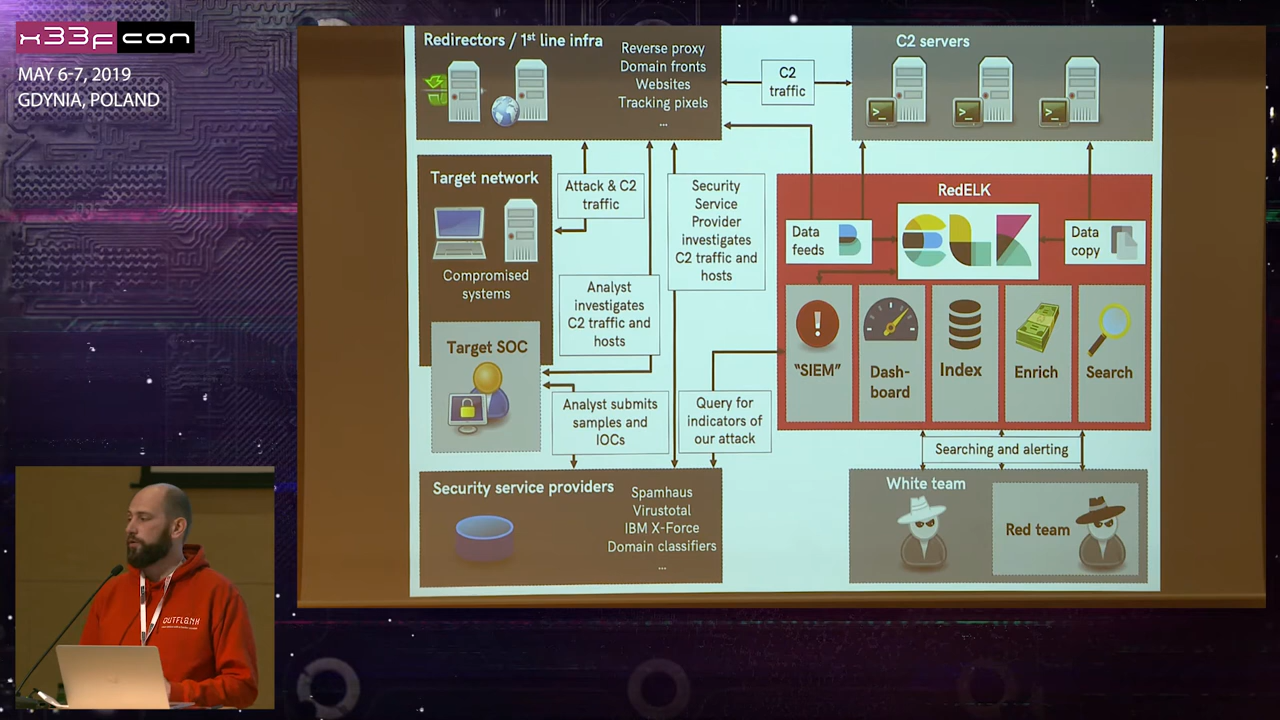 x33fcon
MAY 6-7, 2019
GDYNIA, POLAND
Redirectors / 1st line infra
Reverse proxy
Domain fronts
Websites
Tracking pixels
...
C2
traffic
C2 servers
>_
>_
>_
Target network
Compromised
systems
Attack & C2
traffic
Security
Service
Provider
investigates
C2 traffic and
hosts
RedELK
Data
feeds
ELK
Data
copy
Analyst
investigates
C2 traffic and
hosts
Target SOC
!
"SIEM"
Dash-
board
Index
Enrich
Search
Analyst submits
samples and
IOCs
Query for
indicators of
our attack
Searching and alerting
Security service providers
Spamhaus
Virustotal
IBM X-Force
Domain classifiers
...
White team
Red team
OUTFLANK